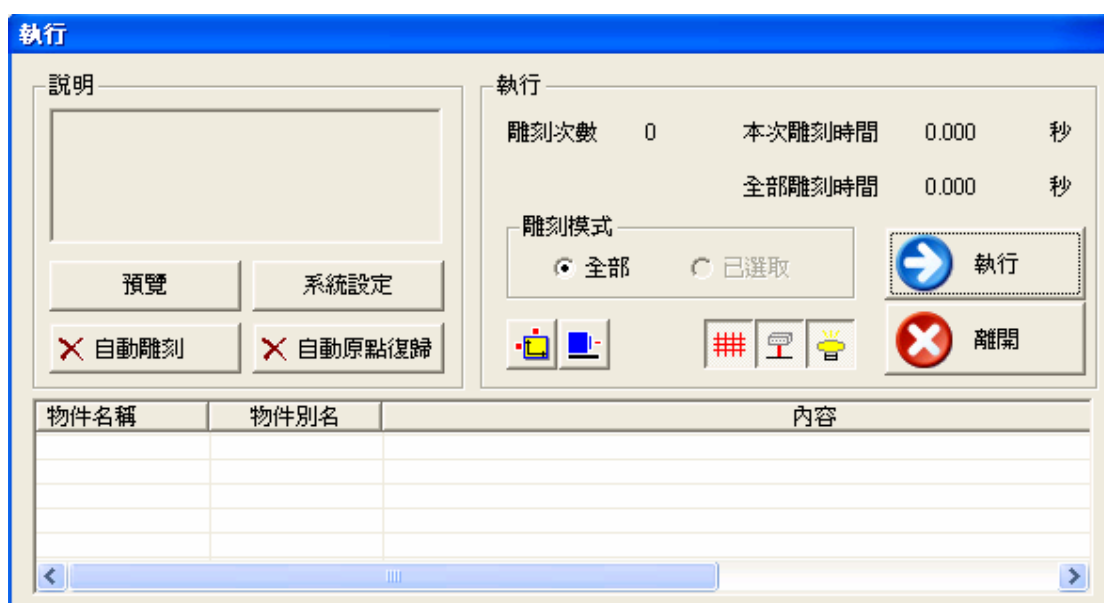 執行
說明
預覽
系統設定
自動雕刻
自動原點復歸
執行
雕刻次數 0 本次雕刻時間 0.000 秒
全部雕刻時間 0.000 秒
雕刻模式
全部 已選取
執行
離開
物件名稱 物件別名 內容